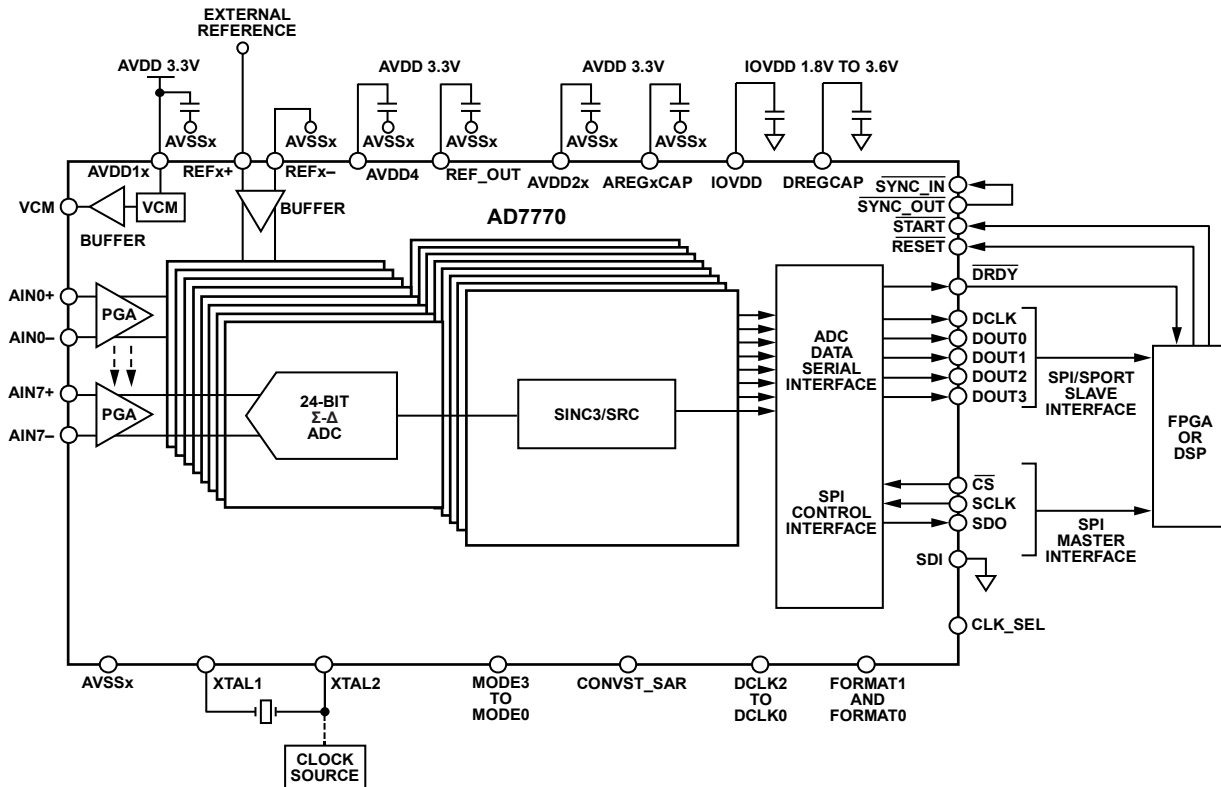 EXTERNAL
REFERENCE
AVDD 3.3V
AVDD 3.3V
AVDD 3.3V
IOVDD 1.8V TO 3.6V
AVSSx
AVSSx
AVSSx
AVSSx
AVSSx
AVSSx
AVDD1x
REFx+
REFx–
AVDD4
REF_OUT
AVDD2x
AREGxCAP
IOVDD
DREGCAP
SYNC_IN
SYNC_OUT
START
RESET
VCM
VCM
BUFFER
BUFFER
AD7770
DRDY
AIN0+
AIN0–
PGA
AIN7+
AIN7–
PGA
24-BIT
Σ-Δ
ADC
SINC3/SRC
ADC
DATA
SERIAL
INTERFACE
SPI
CONTROL
INTERFACE
DCLK
DOUT0
DOUT1
DOUT2
DOUT3
SPI/SPORT
SLAVE
INTERFACE
FPGA
OR
DSP
CS
SCLK
SDO
SPI
MASTER
INTERFACE
SDI
CLK_SEL
AVSSx
XTAL1
XTAL2
MODE3
TO
MODE0
CONVST_SAR
DCLK2
TO
DCLK0
FORMAT1
AND
FORMAT0
CLOCK
SOURCE